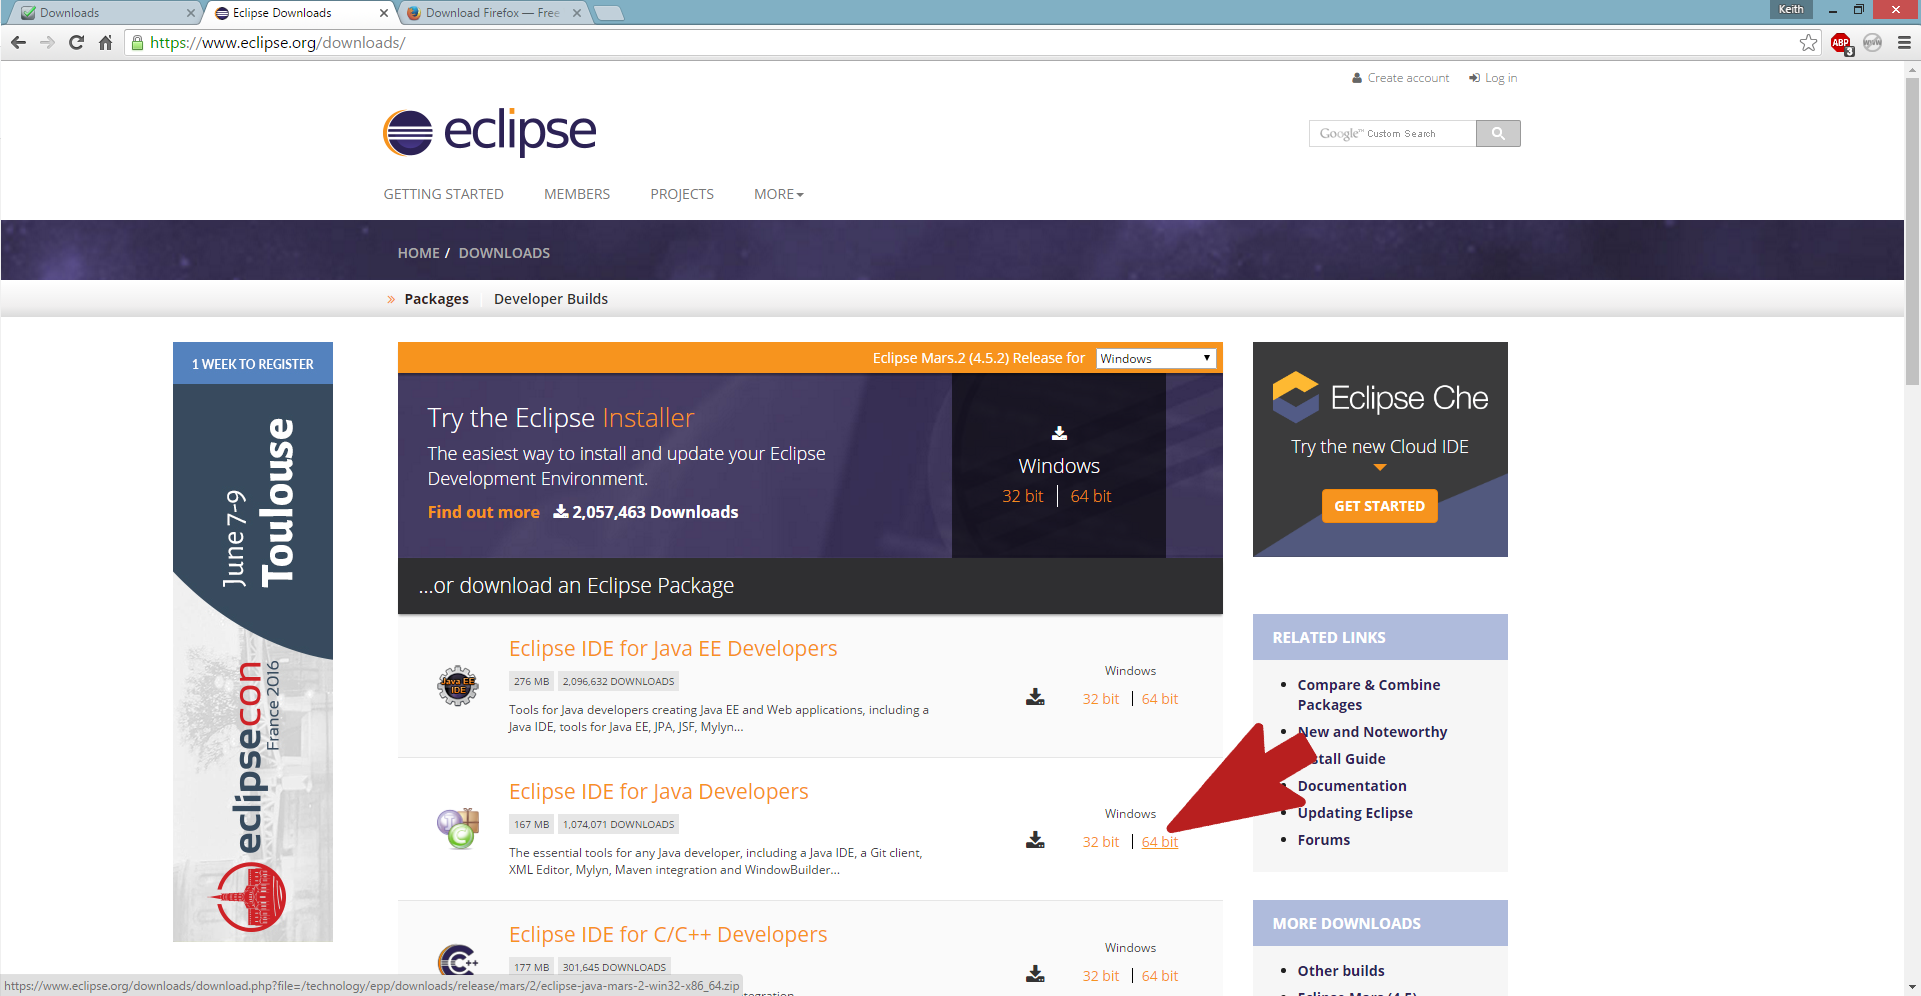 Downloads
Eclipse Downloads
Download Firefox — Free
Keith
https://www.eclipse.org/downloads/
ABP
3
Create account
Log in
eclipse
Google™ Custom Search
GETTING STARTED
MEMBERS
PROJECTS
MORE
HOME / DOWNLOADS
» Packages
Developer Builds
1 WEEK TO REGISTER
June 7-9
Toulouse
eclipsecon
France 2016
Eclipse Mars.2 (4.5.2) Release for
Windows
Try the Eclipse Installer
The easiest way to install and update your Eclipse
Development Environment.
Find out more 2,057,463 Downloads
Windows
32 bit | 64 bit
...or download an Eclipse Package
Java EE
IDE
Eclipse IDE for Java EE Developers
276 MB 2,096,632 DOWNLOADS
Tools for Java developers creating Java EE and Web applications, including a
Java IDE, tools for Java EE, JPA, JSF, Mylyn...
Windows
32 bit | 64 bit
Eclipse IDE for Java Developers
167 MB 1,074,071 DOWNLOADS
The essential tools for any Java developer, including a Java IDE, a Git client,
XML Editor, Mylyn, Maven integration and WindowBuilder...
Windows
32 bit | 64 bit
C++
Eclipse IDE for C/C++ Developers
177 MB 301,645 DOWNLOADS
Windows
32 bit | 64 bit
Eclipse Che
Try the new Cloud IDE
GET STARTED
RELATED LINKS
Compare & Combine
Packages
New and Noteworthy
Guide
Documentation
Updating Eclipse
Forums
MORE DOWNLOADS
Other builds
https://www.eclipse.org/downloads/download.php?file=/technology/epp/downloads/release/mars/2/eclipse-java-mars-2-win32-x86_64.zip